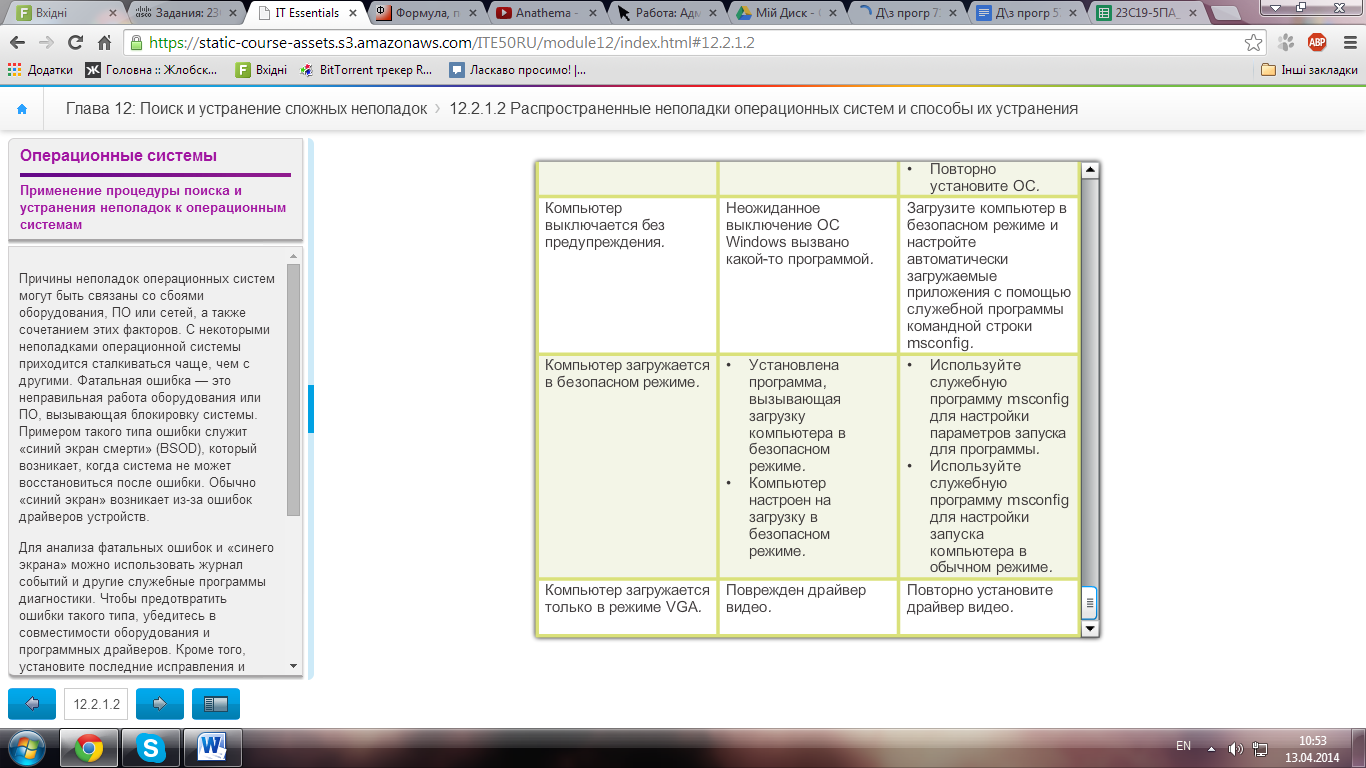 Вхідні
Задания: 23С
IT Essentials
Формула, п
Anathema -
Работа: Адм
Мій Диск - G
Д\з прогр 7
Д\з прогр 5
23С19-5ПА_
https://static-course-assets.s3.amazonaws.com/ITE50RU/module12/index.html#12.2.1.2
ABP
Додатки
Головна :: Жлобск...
Вхідні
BitTorrent трекер R...
Ласкаво просимо! |...
Інші закладки
Глава 12: Поиск и устранение сложных неполадок
12.2.1.2 Распространенные неполадки операционных систем и способы их устранения
Операционные системы
Применение процедуры поиска и
устранения неполадок к операционным
системам
Причины неполадок операционных систем
могут быть связаны со сбоями
оборудования, ПО или сетей, а также
сочетанием этих факторов. С некоторыми
неполадками операционной системы
приходится сталкиваться чаще, чем с
другими. Фатальная ошибка — это
неправильная работа оборудования или
ПО, вызывающая блокировку системы.
Примером такого типа ошибки служит
«синий экран смерти» (BSOD), который
возникает, когда система не может
восстановиться после ошибки. Обычно
«синий экран» возникает из-за ошибок
драйверов устройств.
Для анализа фатальных ошибок и «синего
экрана» можно использовать журнал
событий и другие служебные программы
диагностики. Чтобы предотвратить
ошибки такого типа, убедитесь в
совместимости оборудования и
программных драйверов. Кроме того,
установите последние исправления и
• Повторно
установите ОС.
Компьютер
выключается без
предупреждения.
Неожиданное
выключение ОС
Windows вызвано
какой-то программой.
Загрузите компьютер в
безопасном режиме и
настройте
автоматически
загружаемые
приложения с помощью
служебной программы
командной строки
msconfig.
Компьютер загружается
в безопасном режиме.
• Установлена
программа,
вызывающая
загрузку
компьютера в
безопасном
режиме.
• Компьютер
настроен на
загрузку в
безопасном
режиме.
• Используйте
служебную
программу msconfig
для настройки
параметров запуска
для программы.
• Используйте
служебную
программу msconfig
для настройки
запуска
компьютера в
обычном режиме.
Компьютер загружается
только в режиме VGA.
Поврежден драйвер
видео.
Повторно установите
драйвер видео.
12.2.1.2
EN
10:53
13.04.2014